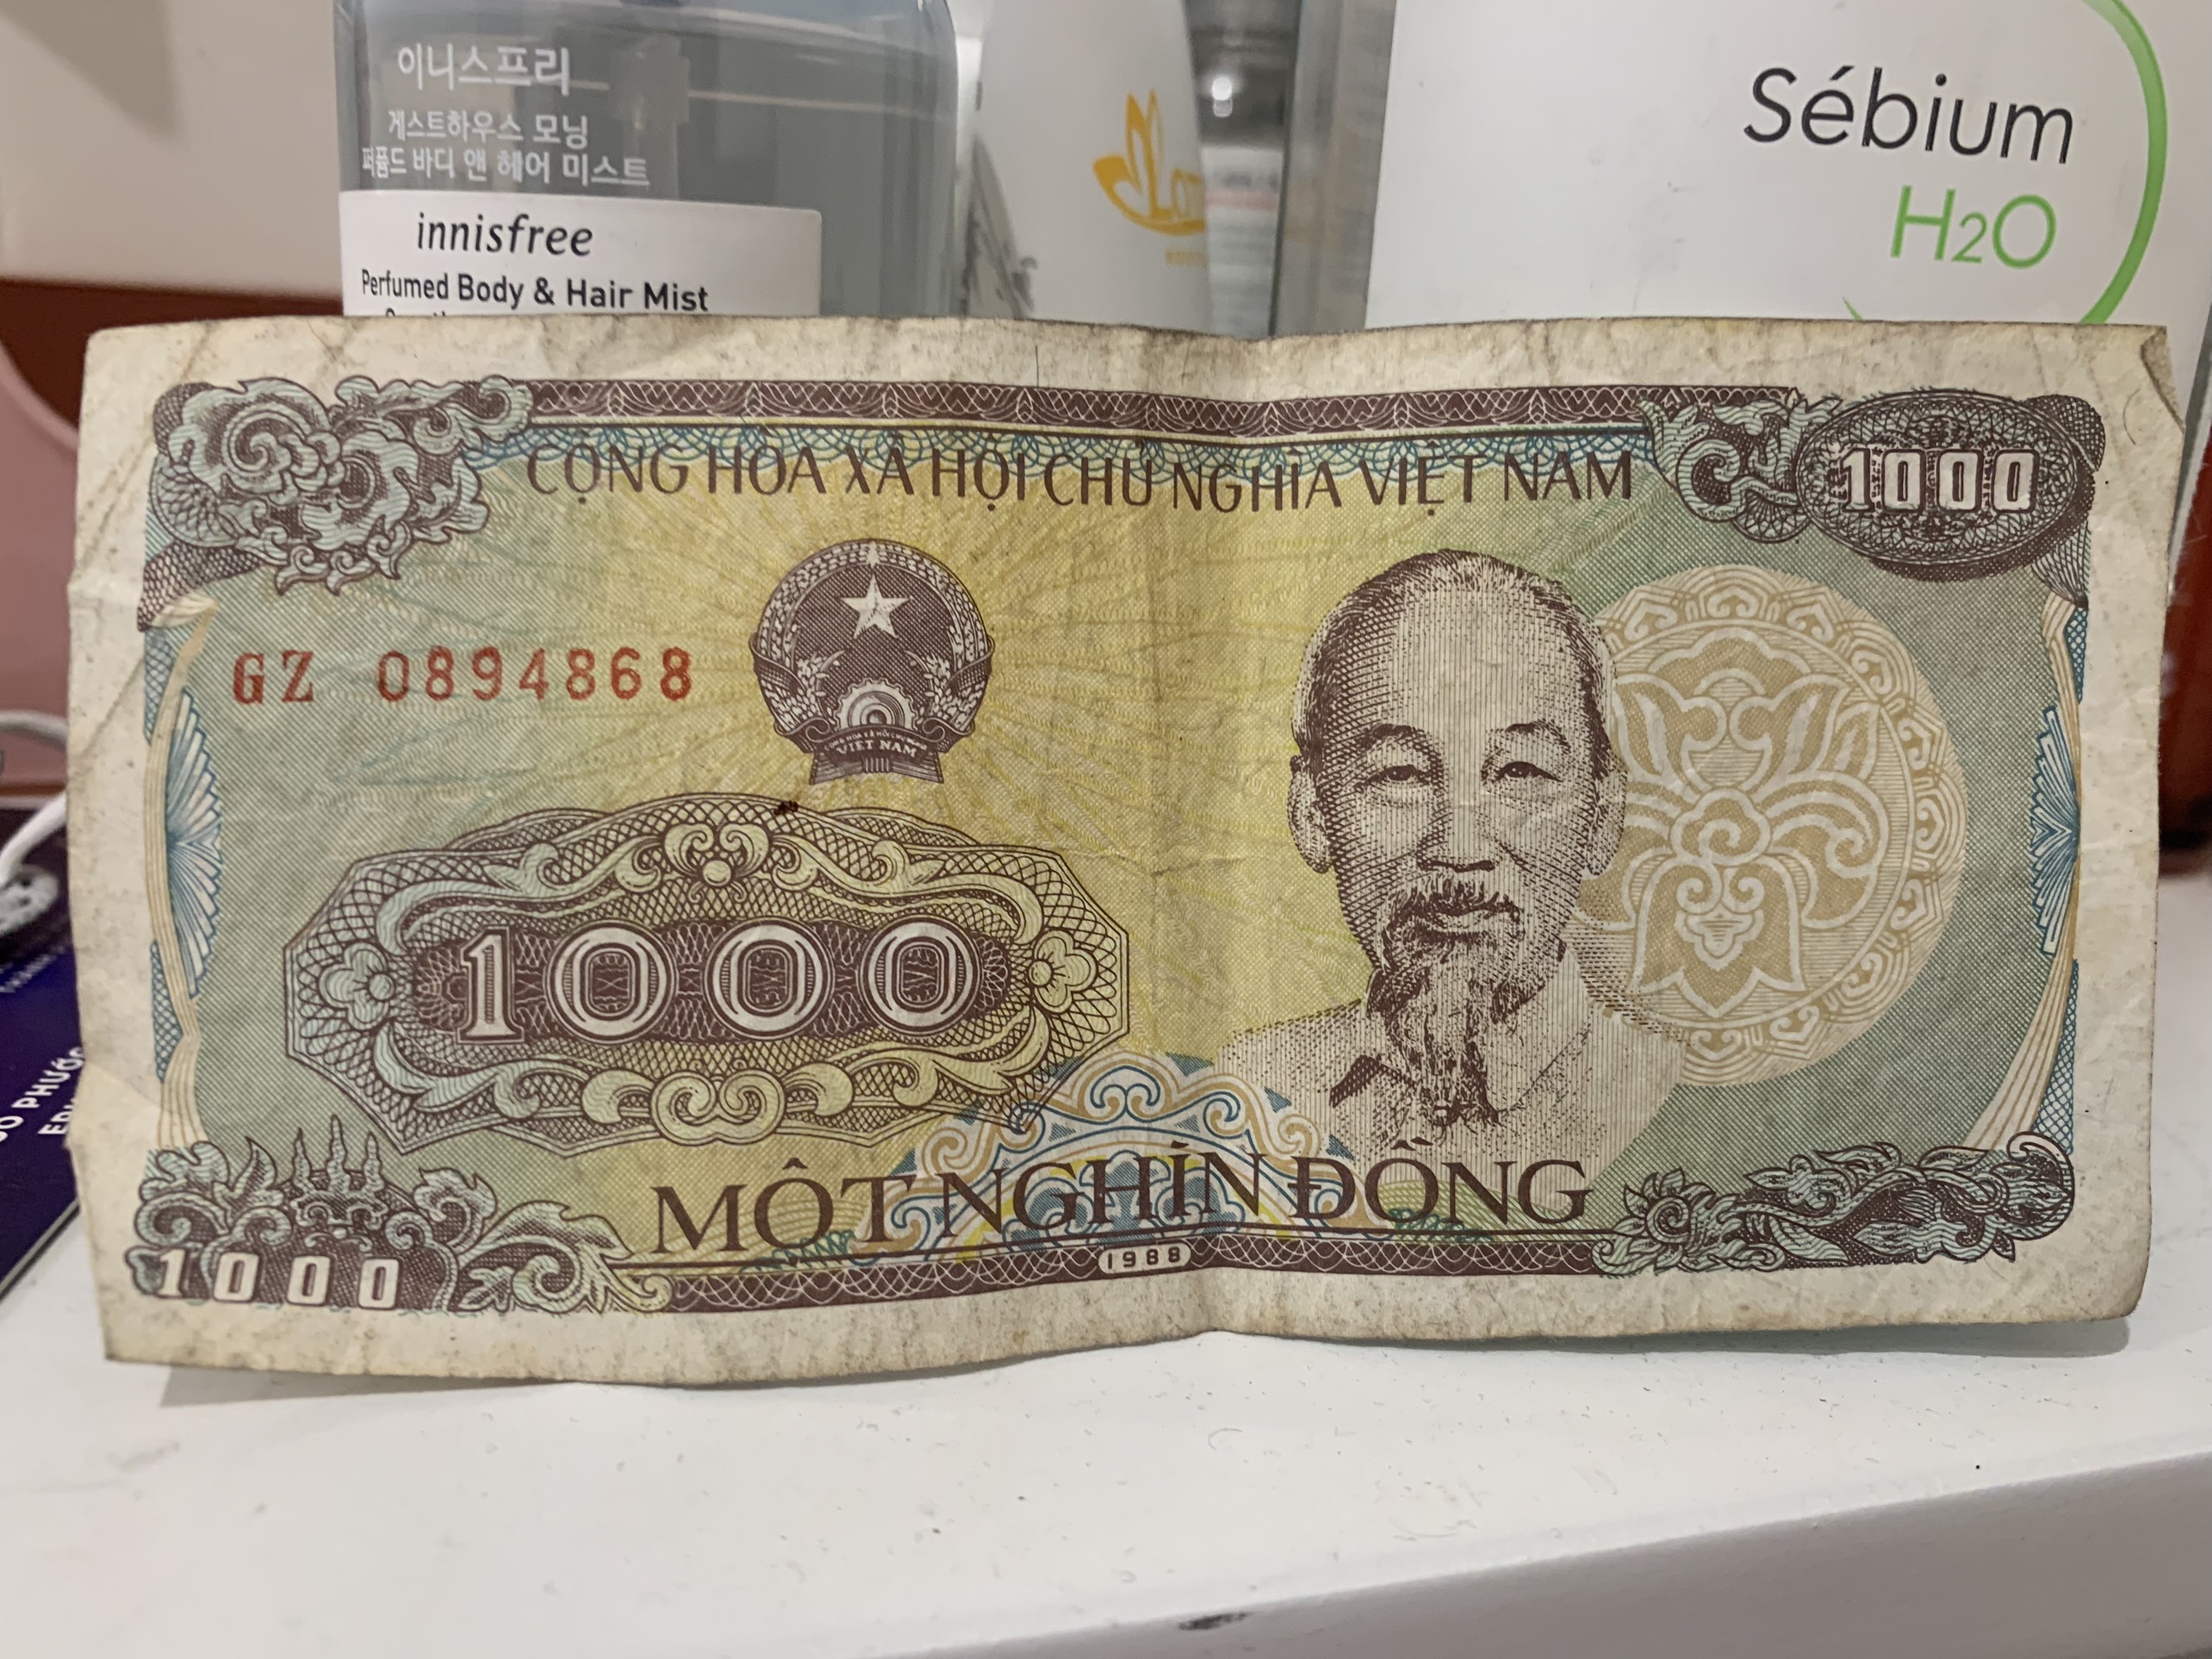 이니스프리
게스트하우스 모닝
퍼퓸드 바디 앤 헤어 미스트
innisfree
Perfumed Body & Hair Mist
Sébium
H2O
CỘNG HÒA XÃ HỘI CHỦ NGHĨA VIỆT NAM
1000
GZ 0894868
VIỆT NAM
1000
MỘT NGHÌN ĐỒNG
1000
1988
PHƯỚC